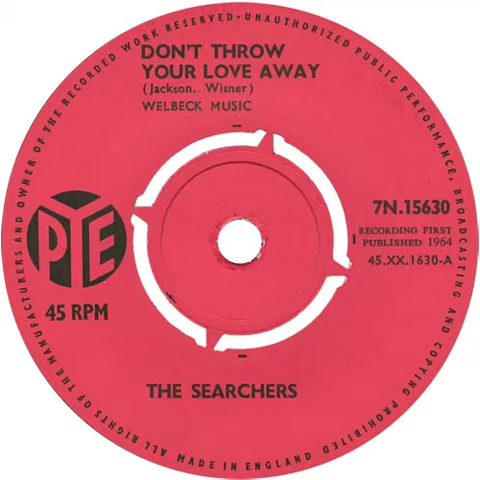 MANUFACTURERS AND OWNER OF THE RECORDED WORK RESERVED · UNAUTHORIZED PUBLIC PERFORMANCE, BROADCASTING AND COPYING PROHIBITED
ALL RIGHTS OF THE
DON'T THROW
YOUR LOVE AWAY
(Jackson. Wisner)
WELBECK MUSIC
PYE
7N.15630
RECORDING FIRST
PUBLISHED 1964
45.XX.1630-A
45 RPM
THE SEARCHERS
MADE IN ENGLAND